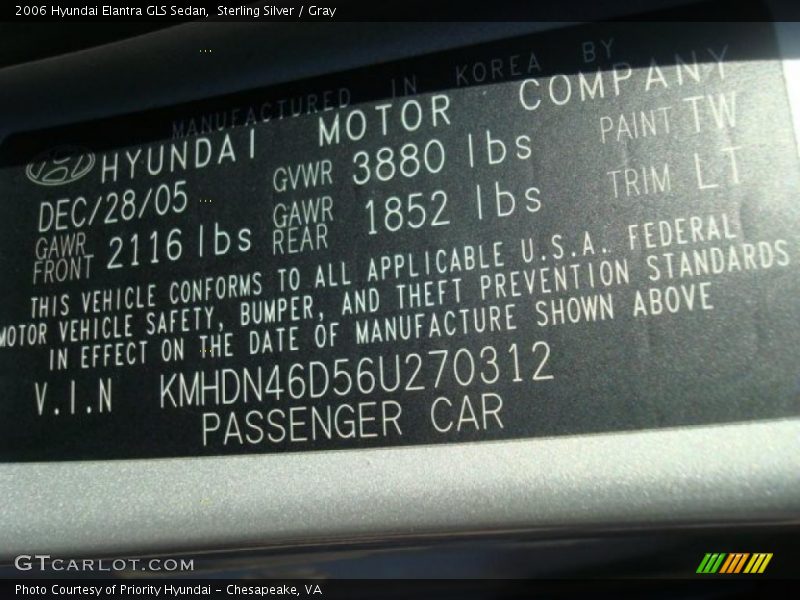 2006 Hyundai Elantra GLS Sedan,  Sterling Silver / Gray
MANUFACTURED IN KOREA BY
HYUNDAI MOTOR COMPANY
DEC/28/05 GVWR 3880 lbs PAINT TW
GAWR FRONT 2116 lbs GAWR REAR 1852 lbs TRIM LT
THIS VEHICLE CONFORMS TO ALL APPLICABLE U.S.A. FEDERAL
MOTOR VEHICLE SAFETY, BUMPER, AND THEFT PREVENTION STANDARDS
IN EFFECT ON THE DATE OF MANUFACTURE SHOWN ABOVE
V.I.N KMHDN46D56U270312
PASSENGER CAR
GTCARLOT.COM
Photo Courtesy of Priority Hyundai - Chesapeake, VA